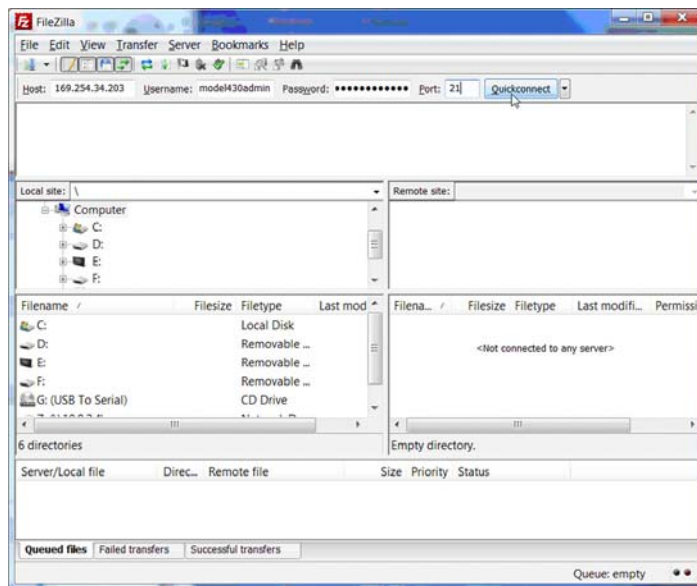 FileZilla
File Edit View Transfer Server Bookmarks Help
Host: 169.254.34.203 Username: model430admin Password: ●●●●●●●●●●●● Port: 21 Quickconnect
Local site: \
Remote site:
Computer
C:
D:
E:
F:
Filename / Filesize Filetype Last mod
C: Local Disk
D: Removable ...
E: Removable ...
F: Removable ...
G: (USB To Serial) CD Drive
6 directories
Filena... / Filesize Filetype Last modifi... Permissi
<Not connected to any server>
Empty directory.
Server/Local file Direc... Remote file Size Priority Status
Queued files Failed transfers Successful transfers
Queue: empty